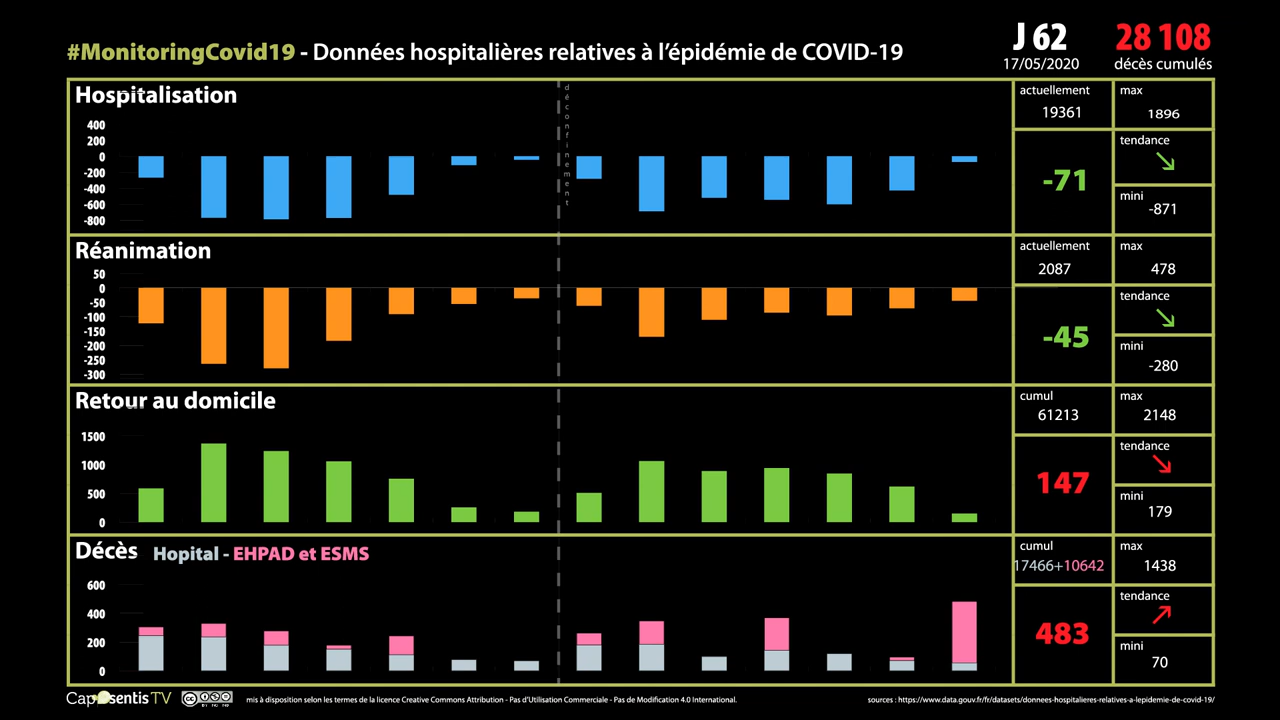 #MonitoringCovid19 - Données hospitalières relatives à l'épidémie de COVID-19
J 62
17/05/2020
28 108
décès cumulés
Hospitalisation
déconfinement
400
200
0
-200
-400
-600
-800
actuellement
19361
max
1896
-71
tendance
mini
-871
Réanimation
50
0
-50
-100
-150
-200
-250
-300
actuellement
2087
max
478
-45
tendance
mini
-280
Retour au domicile
1500
1000
500
0
cumul
61213
max
2148
147
tendance
mini
179
Décès Hopital - EHPAD et ESMS
600
400
200
0
cumul
17466+10642
max
1438
483
tendance
mini
70
Cap sentis TV
mis à disposition selon les termes de la licence Creative Commons Attribution - Pas d'Utilisation Commerciale - Pas de Modification 4.0 International.
sources : https://www.data.gouv.fr/fr/datasets/donnees-hospitalieres-relatives-a-lepidemie-de-covid-19/